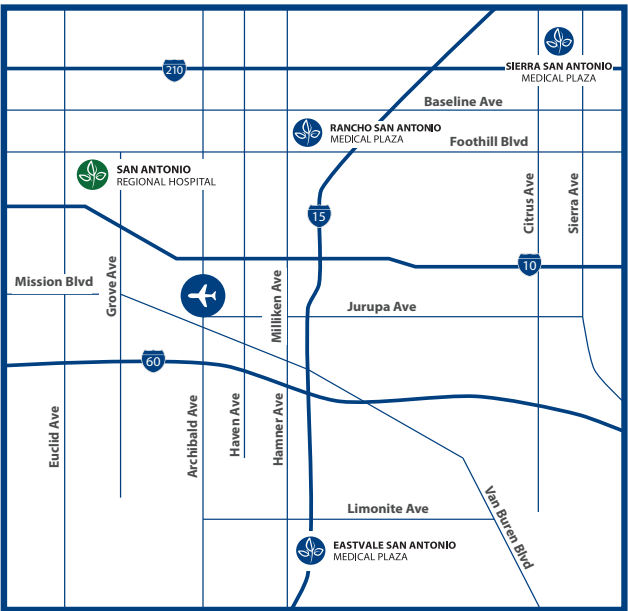 SIERRA SAN ANTONIO
MEDICAL PLAZA
210
Baseline Ave
RANCHO SAN ANTONIO
MEDICAL PLAZA
Foothill Blvd
SAN ANTONIO
REGIONAL HOSPITAL
Citrus Ave
Sierra Ave
15
10
Mission Blvd
Grove Ave
Milliken Ave
Jurupa Ave
60
Euclid Ave
Archibald Ave
Haven Ave
Hamner Ave
Limonite Ave
Van Buren Blvd
EASTVALE SAN ANTONIO
MEDICAL PLAZA